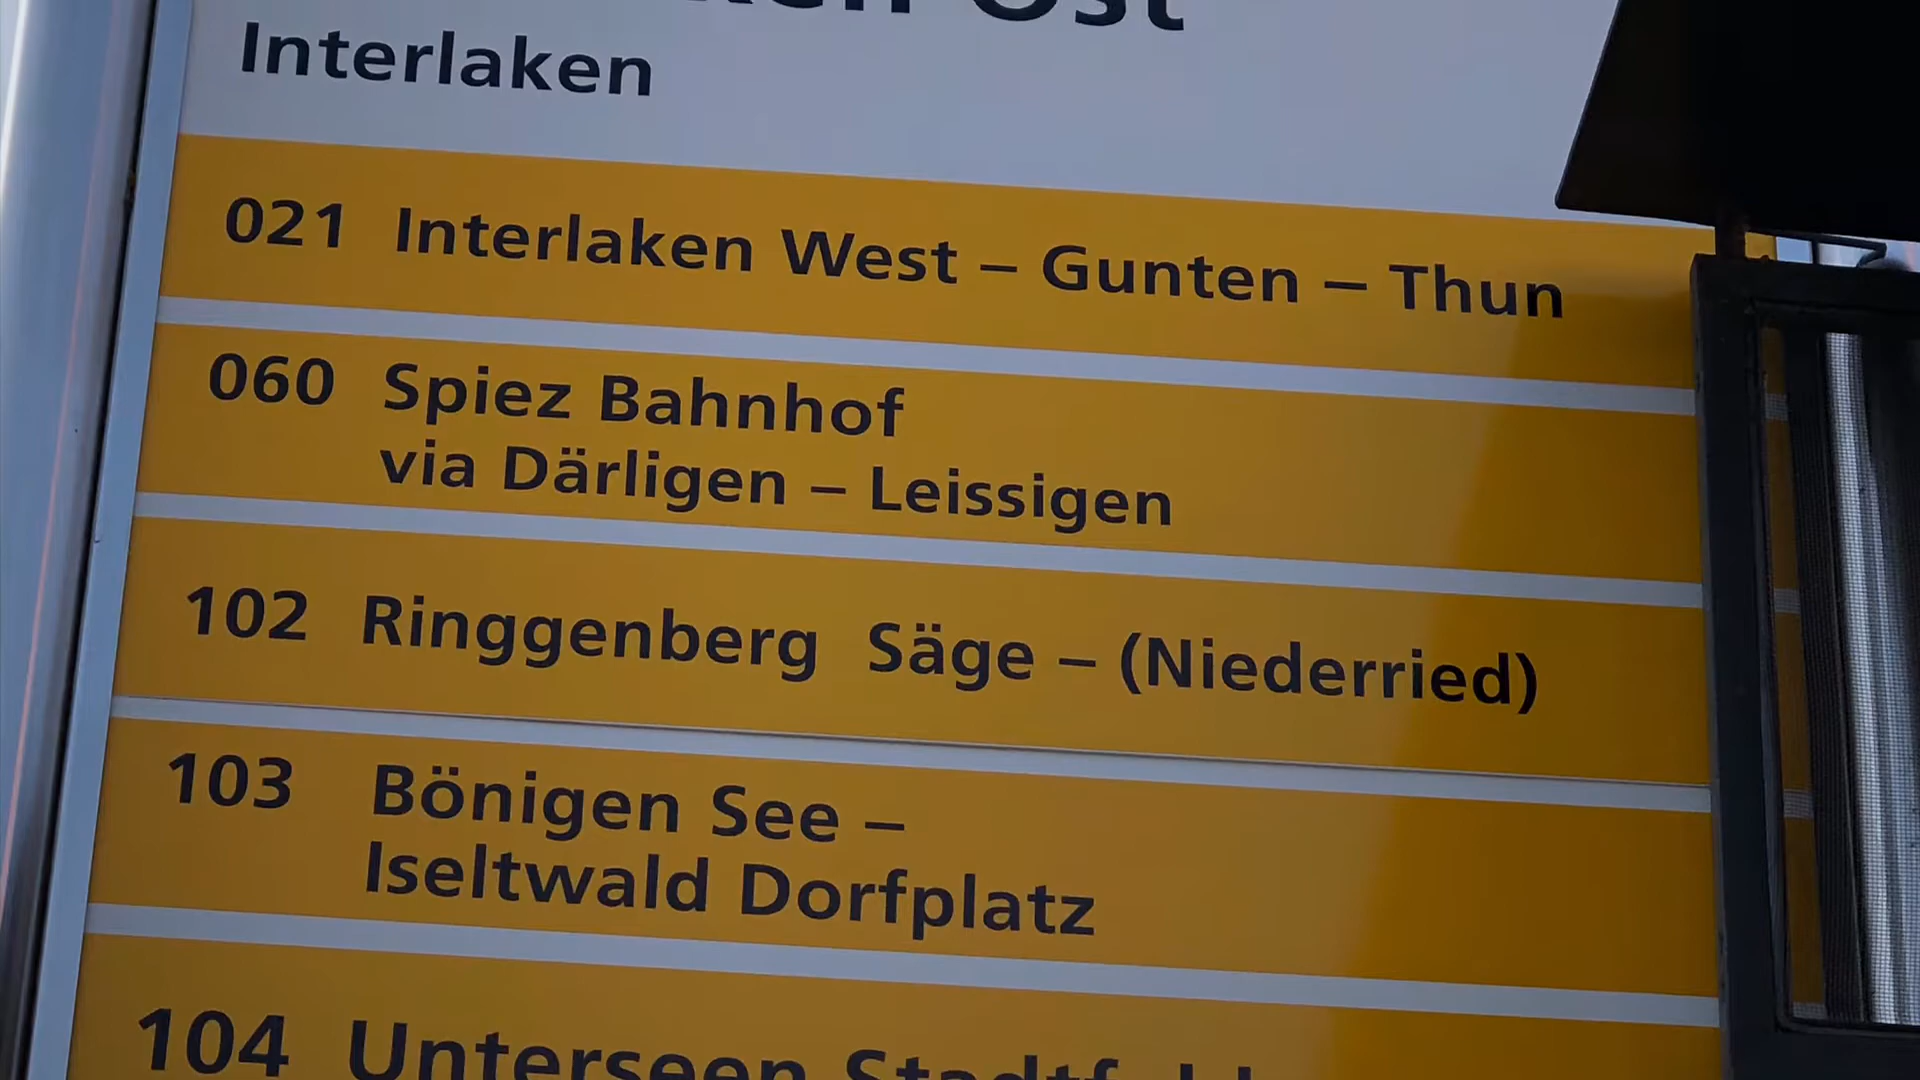 Ost
Interlaken
021 Interlaken West – Gunten – Thun
060 Spiez Bahnhof
via Därligen – Leissigen
102 Ringgenberg Säge – (Niederried)
103 Bönigen See –
Iseltwald Dorfplatz
104 Unterseen